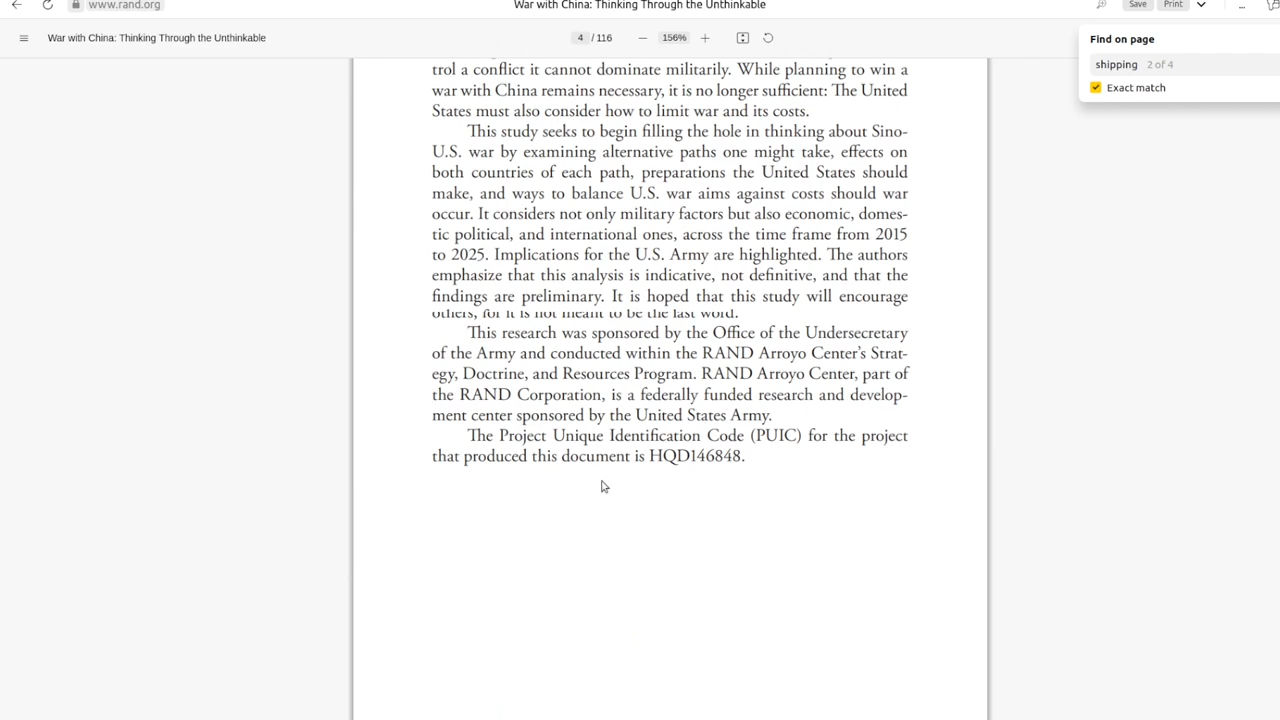 www.rand.org
War with China: Thinking Through the Unthinkable
Save
Print
...
War with China: Thinking Through the Unthinkable
4 / 116
156%
Find on page
shipping 2 of 4
Exact match
trol a conflict it cannot dominate militarily. While planning to win a
war with China remains necessary, it is no longer sufficient: The United
States must also consider how to limit war and its costs.
This study seeks to begin filling the hole in thinking about Sino-
U.S. war by examining alternative paths one might take, effects on
both countries of each path, preparations the United States should
make, and ways to balance U.S. war aims against costs should war
occur. It considers not only military factors but also economic, domes-
tic political, and international ones, across the time frame from 2015
to 2025. Implications for the U.S. Army are highlighted. The authors
emphasize that this analysis is indicative, not definitive, and that the
findings are preliminary. It is hoped that this study will encourage
others, for it is not meant to be the last word.
This research was sponsored by the Office of the Undersecretary
of the Army and conducted within the RAND Arroyo Center's Strat-
egy, Doctrine, and Resources Program. RAND Arroyo Center, part of
the RAND Corporation, is a federally funded research and develop-
ment center sponsored by the United States Army.
The Project Unique Identification Code (PUIC) for the project
that produced this document is HQD146848.